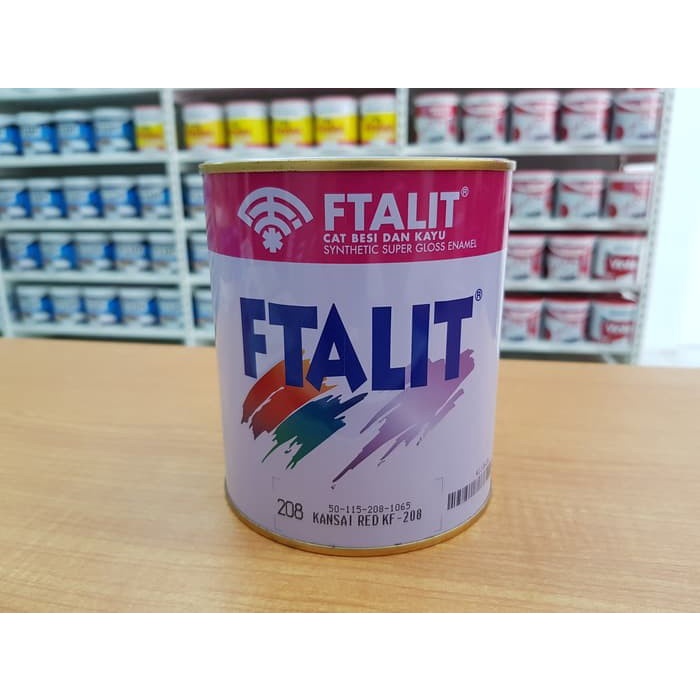 FTALIT®
CAT BESI DAN KAYU
SYNTHETIC SUPER GLOSS ENAMEL
FTALIT®
208
50-115-208-1065
KANSAI RED KF-208